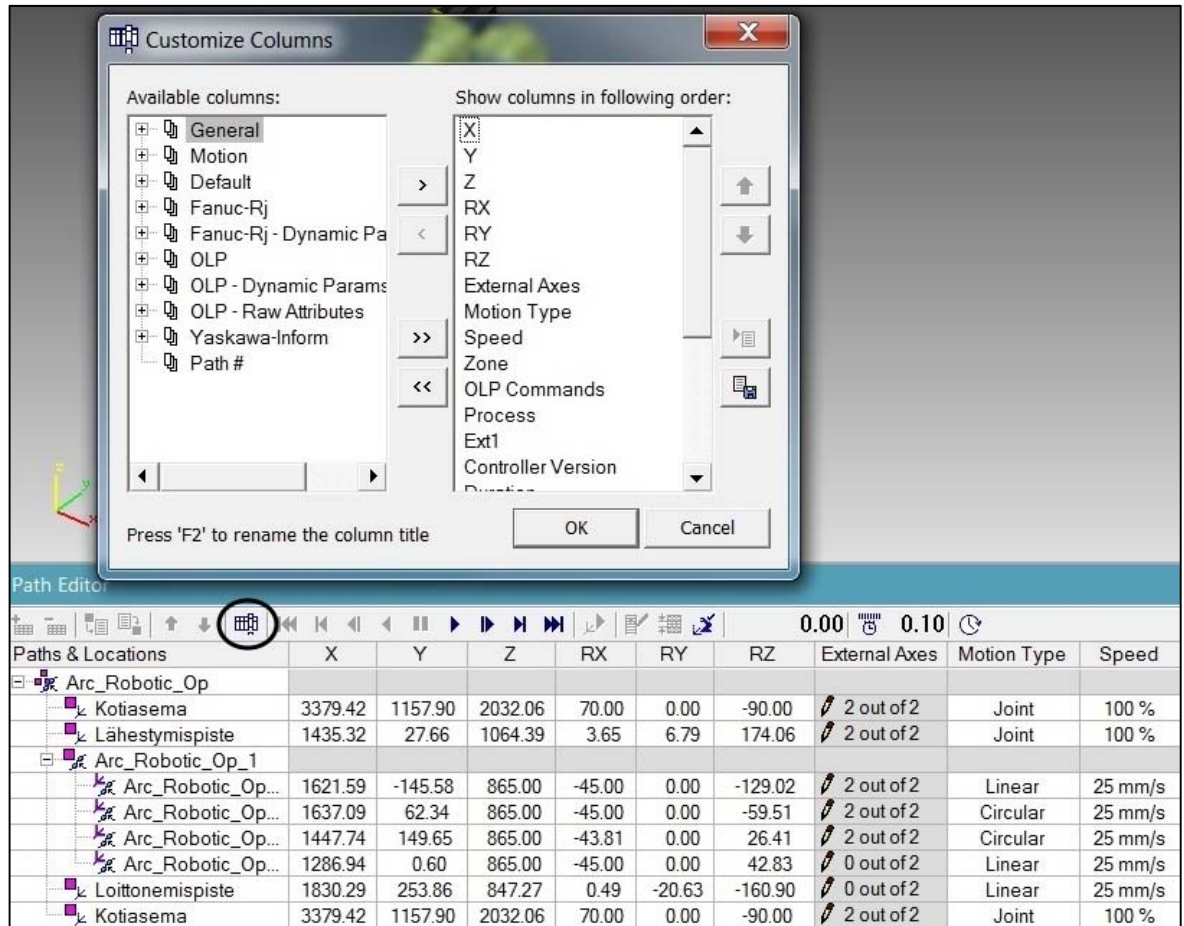 Customize Columns
X
Available columns:
Show columns in following order:
General
Motion
Default
Fanuc-Rj
Fanuc-Rj - Dynamic Pa
OLP
OLP - Dynamic Params
OLP - Raw Attributes
Yaskawa-Inform
Path #
>
<
>>
<<
X
Y
Z
RX
RY
RZ
External Axes
Motion Type
Speed
Zone
OLP Commands
Process
Ext1
Controller Version
Duration
Press 'F2' to rename the column title
OK
Cancel
Path Editor
0.00 0.10
Paths & Locations X Y Z RX RY RZ External Axes Motion Type Speed
Arc_Robotic_Op
Kotiasema 3379.42 1157.90 2032.06 70.00 0.00 -90.00 2 out of 2 Joint 100 %
Lähestymispiste 1435.32 27.66 1064.39 3.65 6.79 174.06 2 out of 2 Joint 100 %
Arc_Robotic_Op_1
Arc_Robotic_Op... 1621.59 -145.58 865.00 -45.00 0.00 -129.02 2 out of 2 Linear 25 mm/s
Arc_Robotic_Op... 1637.09 62.34 865.00 -45.00 0.00 -59.51 2 out of 2 Circular 25 mm/s
Arc_Robotic_Op... 1447.74 149.65 865.00 -43.81 0.00 26.41 2 out of 2 Circular 25 mm/s
Arc_Robotic_Op... 1286.94 0.60 865.00 -45.00 0.00 42.83 0 out of 2 Linear 25 mm/s
Loittonemispiste 1830.29 253.86 847.27 0.49 -20.63 -160.90 0 out of 2 Linear 25 mm/s
Kotiasema 3379.42 1157.90 2032.06 70.00 0.00 -90.00 2 out of 2 Joint 100 %